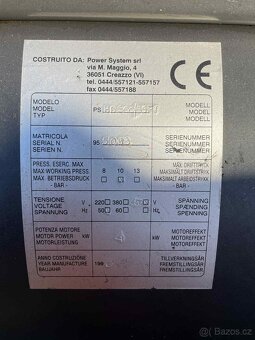 COSTRUITO DA: Power System srl
via M. Maggio, 4
36051 Creazzo (VI)
tel. 0444/557121-557157
fax 0444/557188
CE
MODELO MODELL
MODEL MODELL
TYP MODELL
PS
MATRICOLA SERIENUMMER
SERIAL N. SERIENUMMER
SERIEN N. SERIENUMMER
96
PRESS. ESERC. MAX MAX. DRIFTSTRYCK
MAX WORKING PRESS 8 10 13 MAKSIMALT DRIFTSTRYK
MAX BETRIEBSDRUCK MAKSIMALT ARBEIDSTRYKK
- BAR - - BAR -
TENSIONE V 220 380 SPÄNNING
VOLTAGE SPÆNDING
SPANNUNG Hz 50 60 Hz SPENNING
POTENZA MOTORE MOTOREFFEKT
MOTOR POWER kW kW MOTOREFFEKT
MOTORLEISTUNG MOTOREFFEKT
ANNO COSTRUZIONE TILLVERKNINGSÅR
YEAR MANUFACTURE 199 FREMSTILLINGSÅR
BAUJAHR FREMSTILLINGSÅR
Bazos.cz